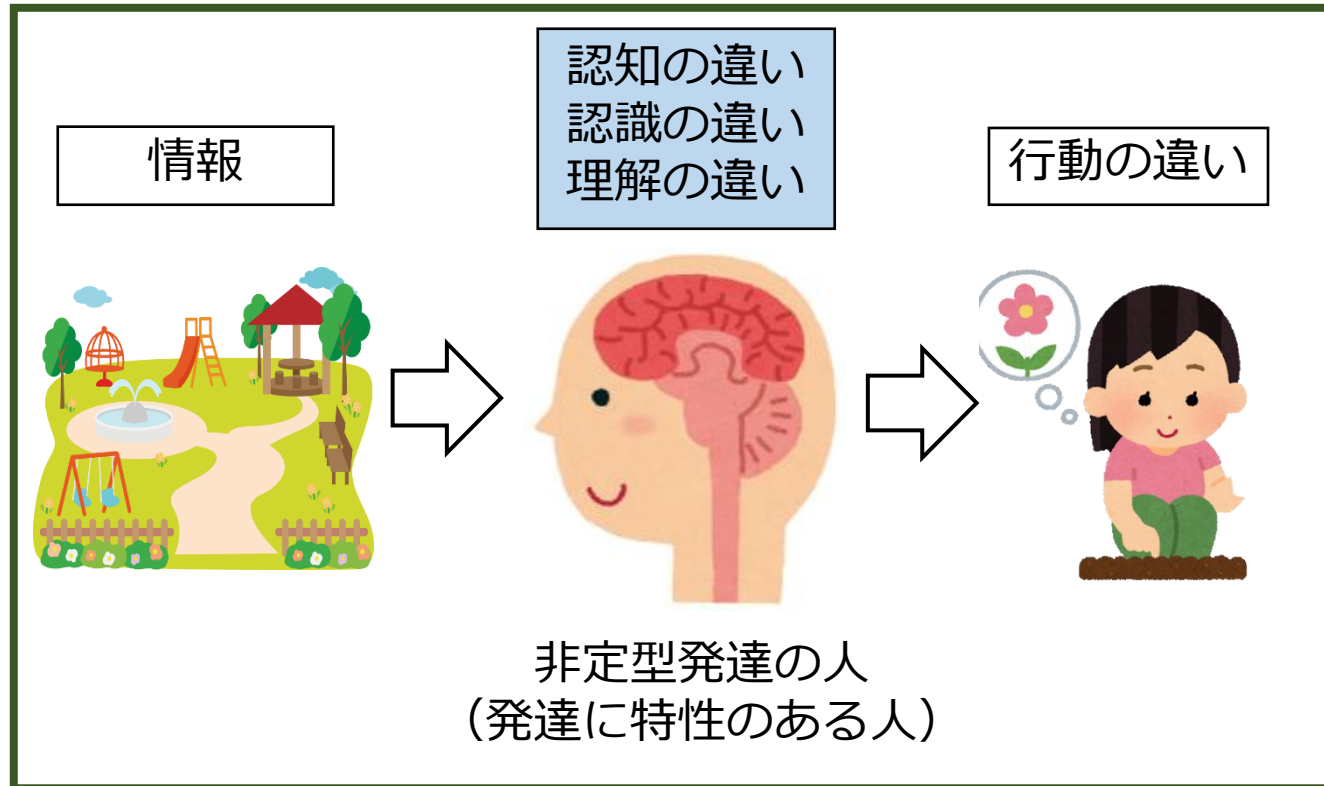 情報
認知の違い
認識の違い
理解の違い
行動の違い
非定型発達の人
（発達に特性のある人）